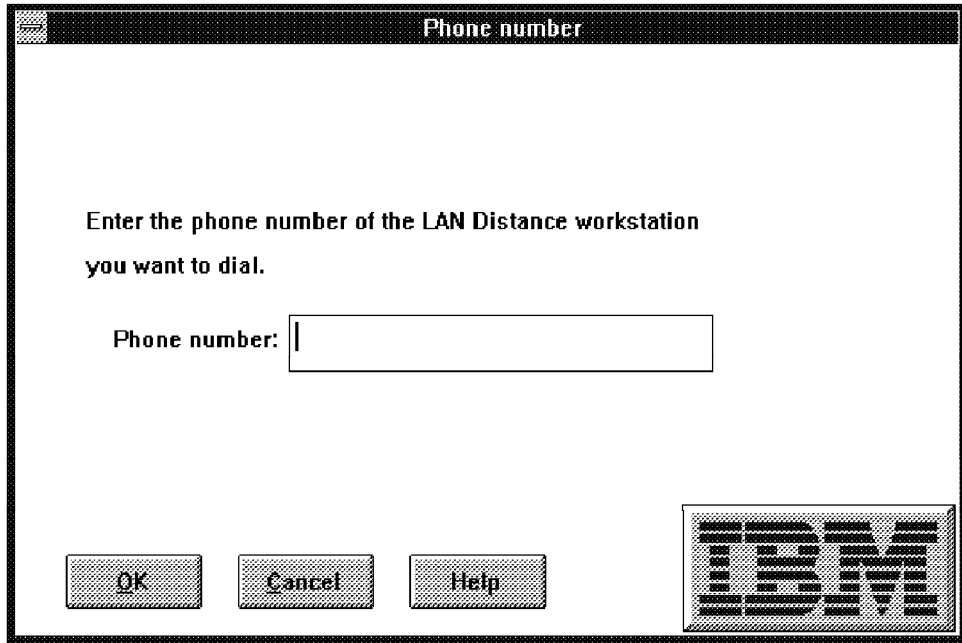 Phone number
Enter the phone number of the LAN Distance workstation
you want to dial.
Phone number:
OK Cancel Help
IBM